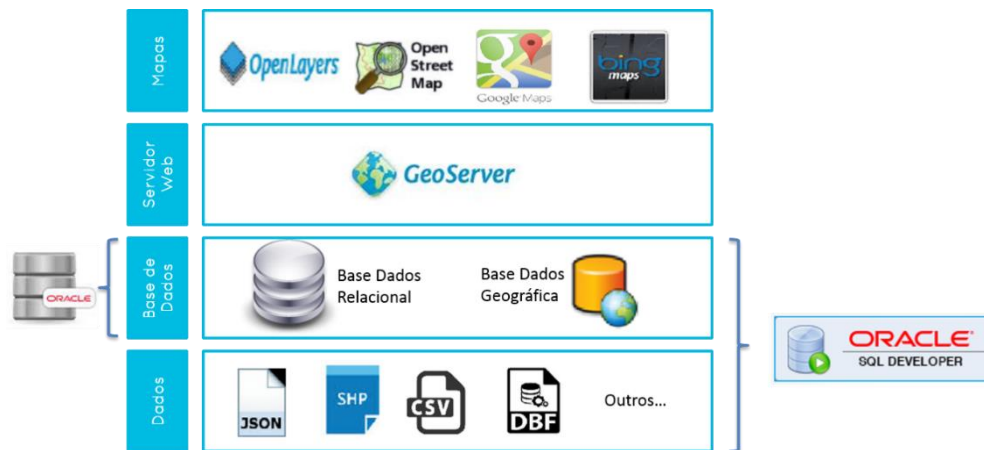 Mapas
OpenLayers
Open
Street
Map
Google Maps
bing
maps
Servidor
Web
GeoServer
ORACLE
Base de
Dados
Base Dados
Relacional
Base Dados
Geográfica
ORACLE
SQL DEVELOPER
Dados
JSON
SHP
CSV
DBF
Outros...